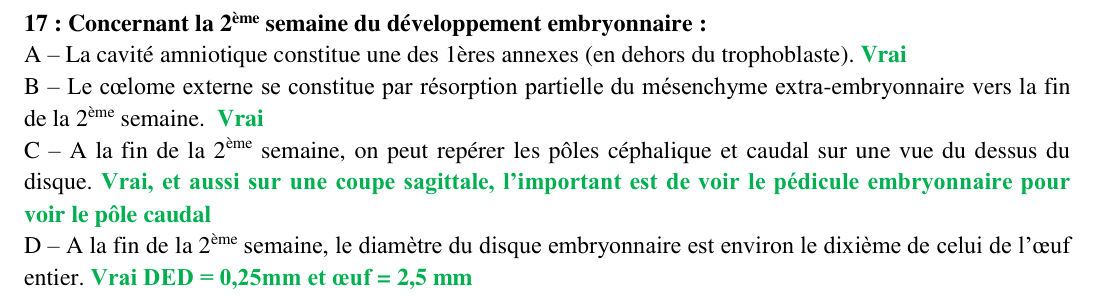 17 : Concernant la 2ème semaine du développement embryonnaire :
A – La cavité amniotique constitue une des 1ères annexes (en dehors du trophoblaste). Vrai
B – Le cœlome externe se constitue par résorption partielle du mésenchyme extra-embryonnaire vers la fin
de la 2ème semaine. Vrai
C – A la fin de la 2ème semaine, on peut repérer les pôles céphalique et caudal sur une vue du dessus du
disque. Vrai, et aussi sur une coupe sagittale, l’important est de voir le pédicule embryonnaire pour
voir le pôle caudal
D – A la fin de la 2ème semaine, le diamètre du disque embryonnaire est environ le dixième de celui de l’œuf
entier. Vrai DED = 0,25mm et œuf = 2,5 mm